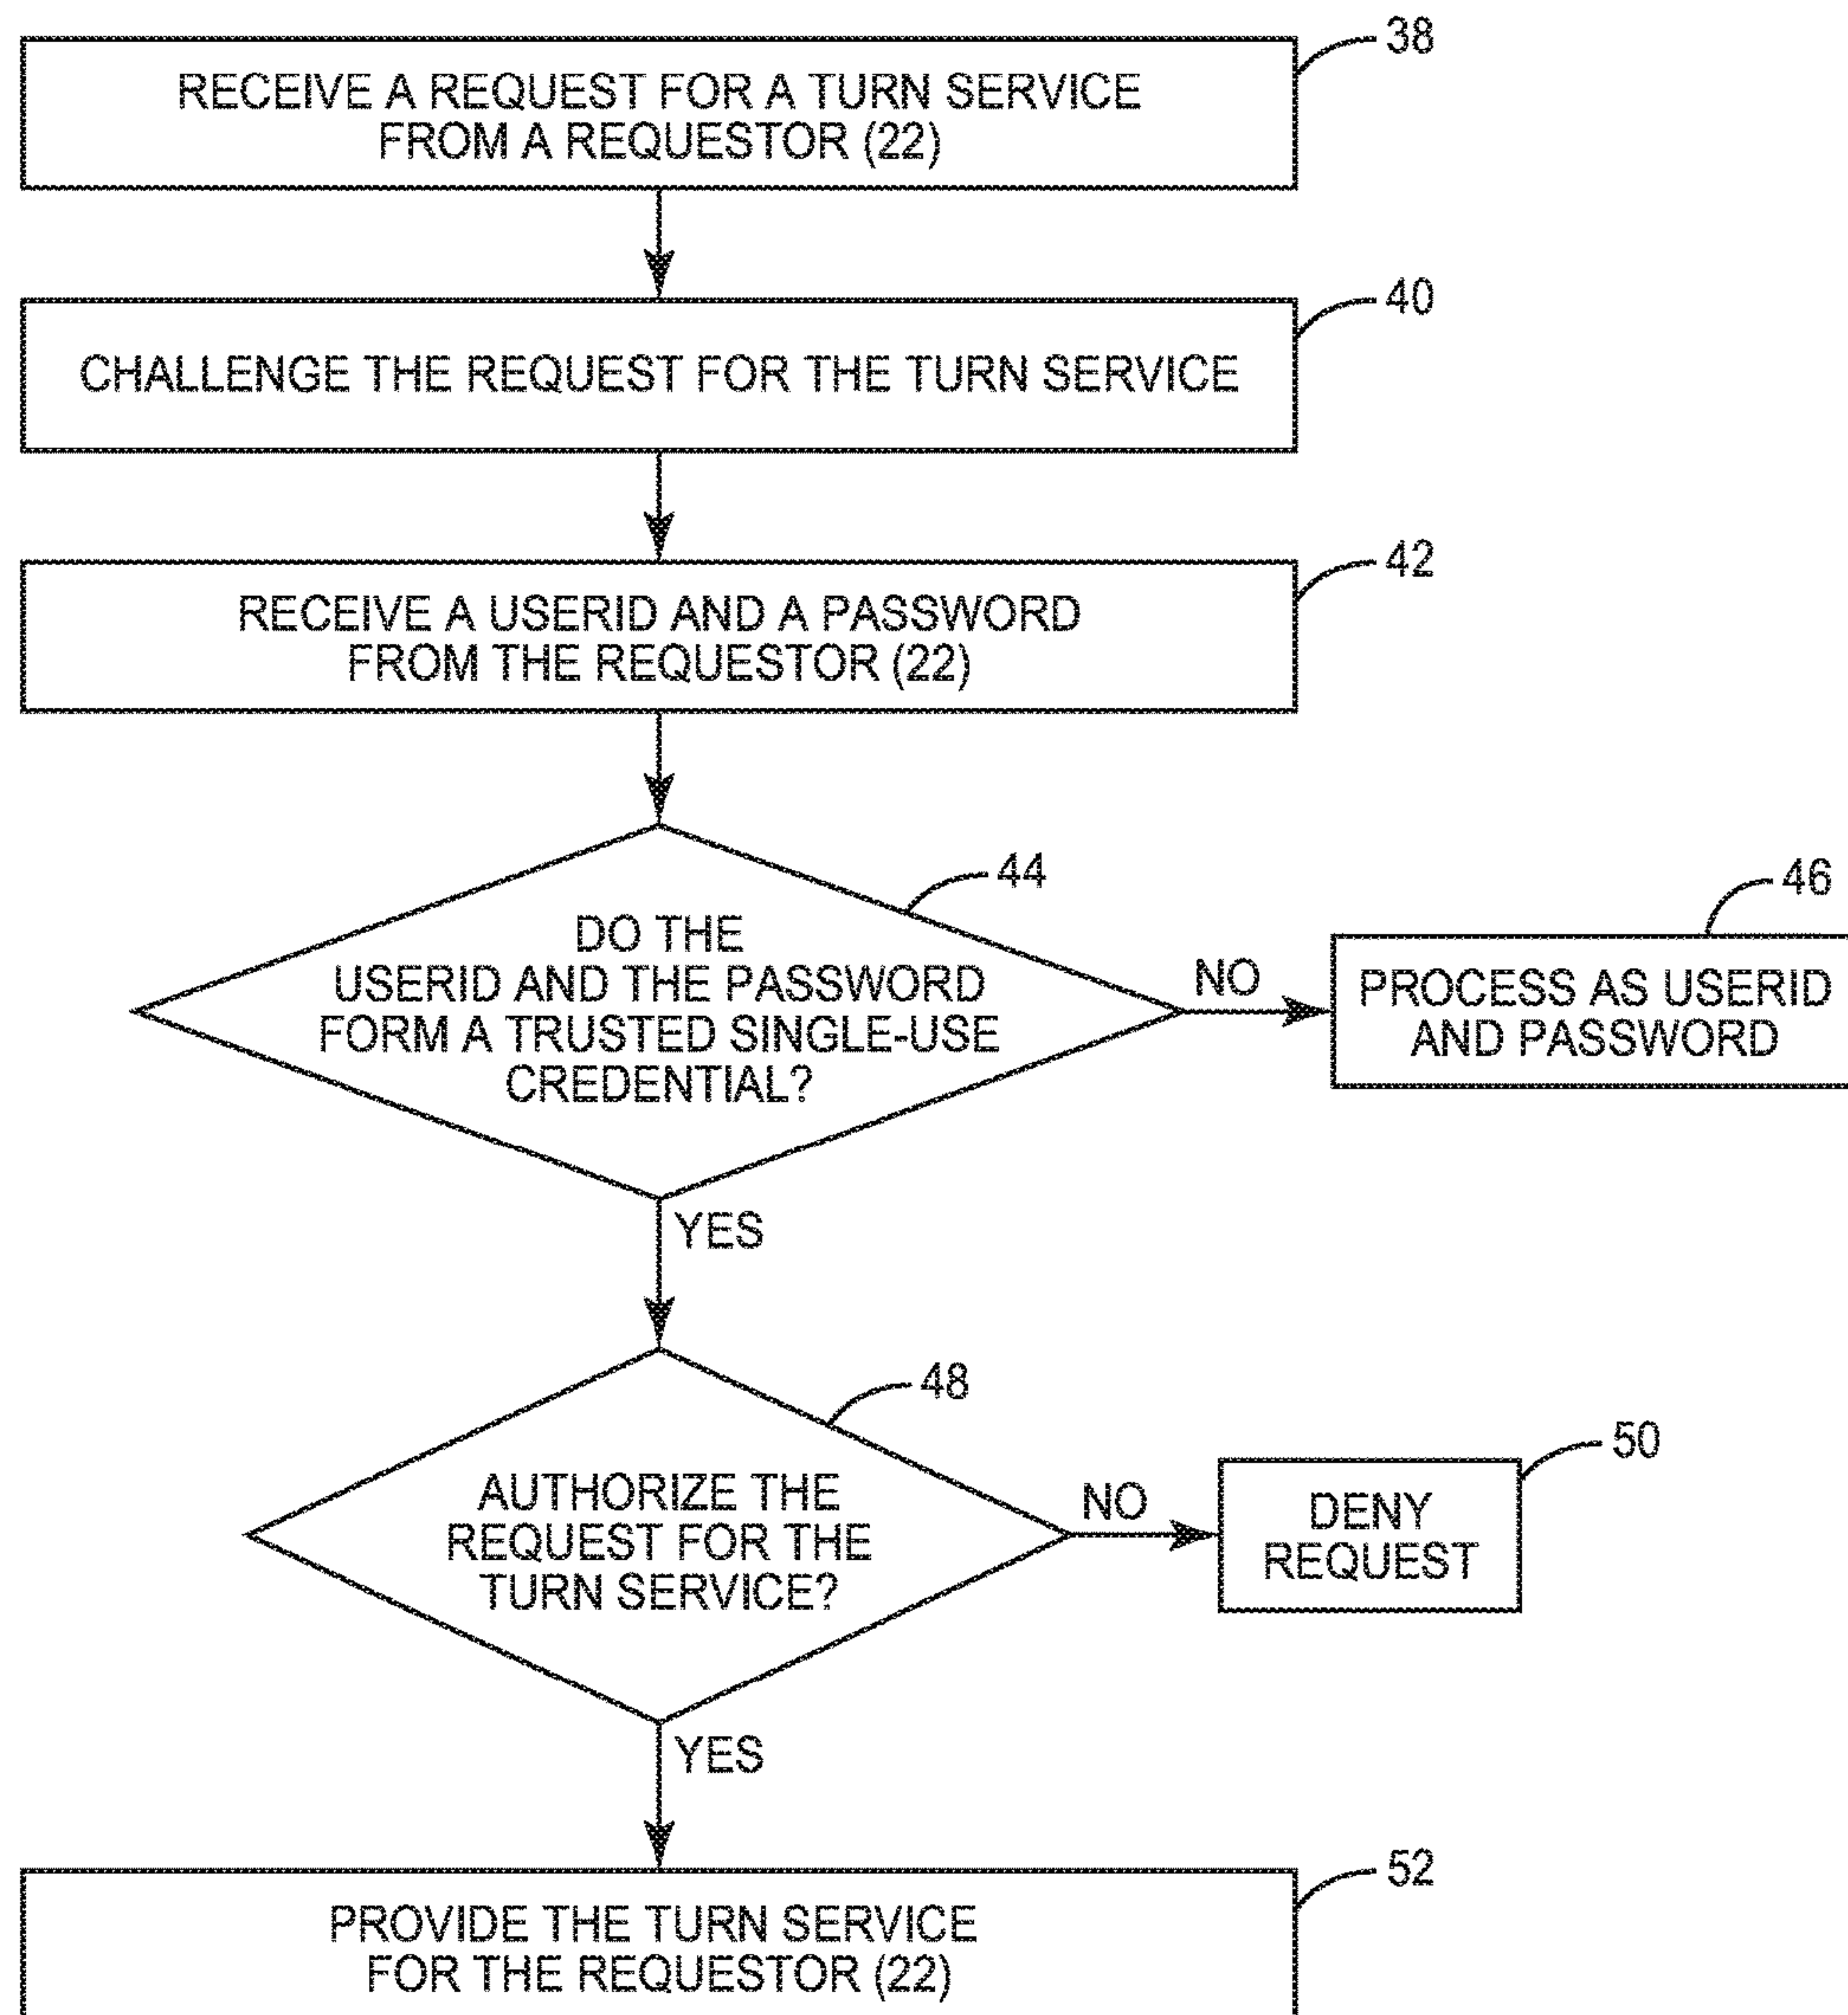 38
RECEIVE A REQUEST FOR A TURN SERVICE
FROM A REQUESTOR (22)
40
CHALLENGE THE REQUEST FOR THE TURN SERVICE
42
RECEIVE A USERID AND A PASSWORD
FROM THE REQUESTOR (22)
44
DO THE
USERID AND THE PASSWORD
FORM A TRUSTED SINGLE-USE
CREDENTIAL?
NO
46
PROCESS AS USERID
AND PASSWORD
YES
48
AUTHORIZE THE
REQUEST FOR THE
TURN SERVICE?
NO
50
DENY
REQUEST
YES
52
PROVIDE THE TURN SERVICE
FOR THE REQUESTOR (22)